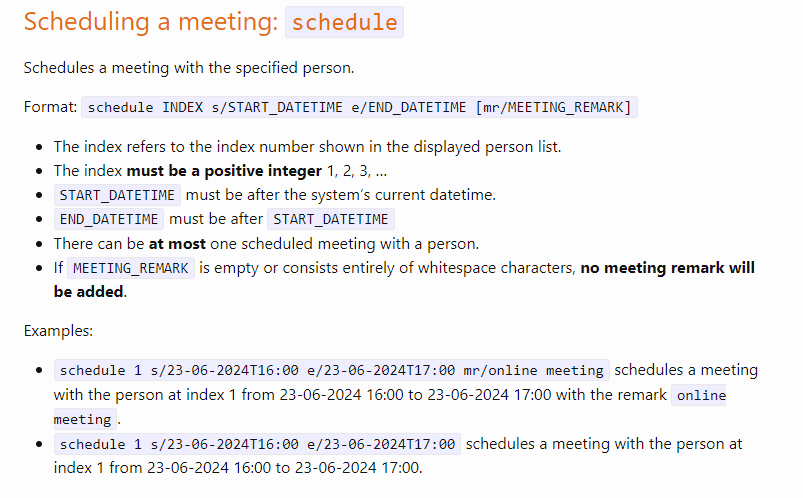 Scheduling a meeting: schedule
Schedules a meeting with the specified person.
Format: schedule INDEX s/START_DATETIME e/END_DATETIME [mr/MEETING_REMARK]
• The index refers to the index number shown in the displayed person list.
• The index must be a positive integer 1, 2, 3, …
• START_DATETIME must be after the system’s current datetime.
• END_DATETIME must be after START_DATETIME
• There can be at most one scheduled meeting with a person.
• If MEETING_REMARK is empty or consists entirely of whitespace characters, no meeting remark will
be added.
Examples:
• schedule 1 s/23-06-2024T16:00 e/23-06-2024T17:00 mr/online meeting schedules a meeting
with the person at index 1 from 23-06-2024 16:00 to 23-06-2024 17:00 with the remark online
meeting.
• schedule 1 s/23-06-2024T16:00 e/23-06-2024T17:00 schedules a meeting with the person at
index 1 from 23-06-2024 16:00 to 23-06-2024 17:00.